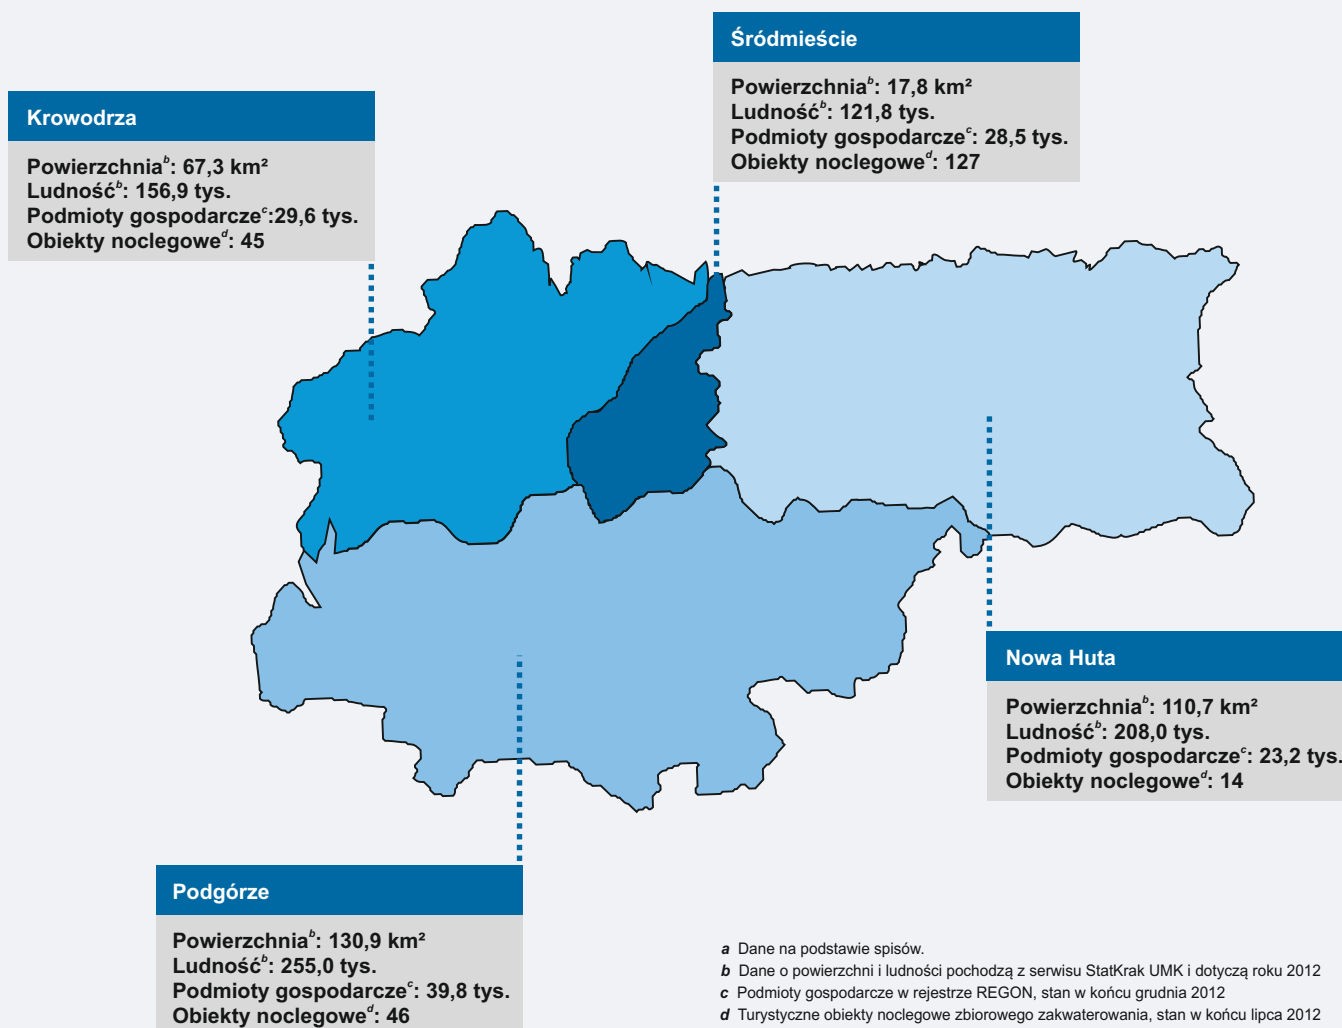 Śródmieście
Powierzchniaᵇ: 17,8 km²
Ludnośćᵇ: 121,8 tys.
Podmioty gospodarczeᶜ: 28,5 tys.
Obiekty noclegoweᵈ: 127
Krowodrza
Powierzchniaᵇ: 67,3 km²
Ludnośćᵇ: 156,9 tys.
Podmioty gospodarczeᶜ:29,6 tys.
Obiekty noclegoweᵈ: 45
Nowa Huta
Powierzchniaᵇ: 110,7 km²
Ludnośćᵇ: 208,0 tys.
Podmioty gospodarczeᶜ: 23,2 tys.
Obiekty noclegoweᵈ: 14
Podgórze
Powierzchniaᵇ: 130,9 km²
Ludnośćᵇ: 255,0 tys.
Podmioty gospodarczeᶜ: 39,8 tys.
Obiekty noclegoweᵈ: 46
a Dane na podstawie spisów.
b Dane o powierzchni i ludności pochodzą z serwisu StatKrak UMK i dotyczą roku 2012
c Podmioty gospodarcze w rejestrze REGON, stan w końcu grudnia 2012
d Turystyczne obiekty noclegowe zbiorowego zakwaterowania, stan w końcu lipca 2012